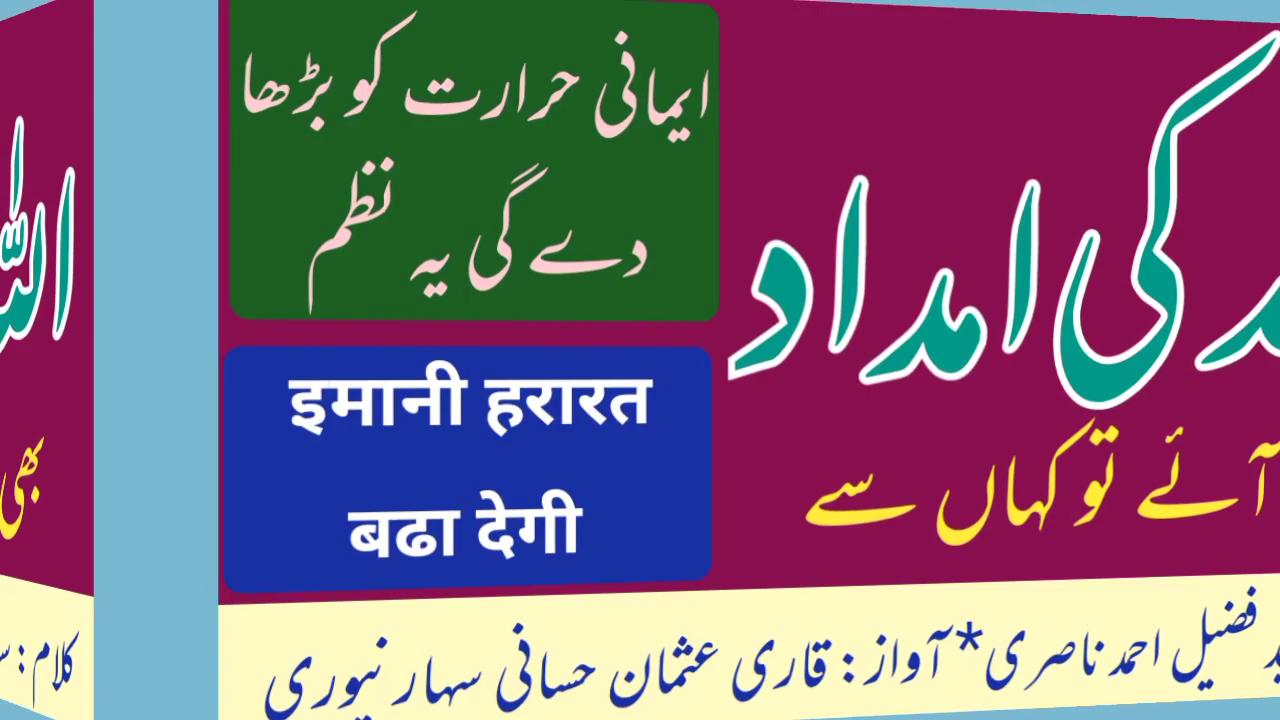 ایمانی حرارت کو بڑھا
دے گی یہ نظم
इमानी हरारत
बढा देगी
کی امداد
آئے تو کہاں سے
فضیل احمد ناصری * آواز : قاری عثمان حسانی سہارنپوری
بھی
کلام :